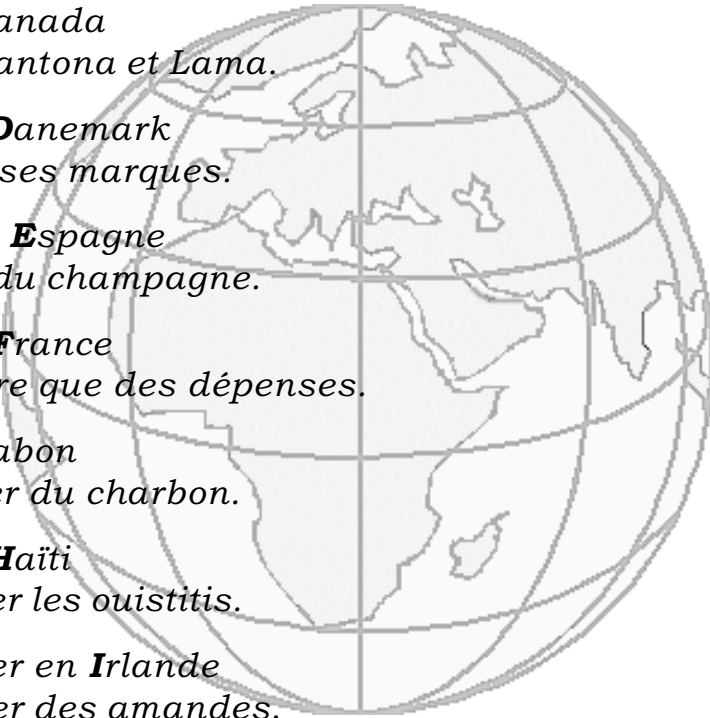 anada
antona et Lama.
Danemark
ses marques.
Espagne
du champagne.
France
re que des dépenses.
abon
er du charbon.
Haïti
er les ouistitis.
er en Irlande
er des amandes.